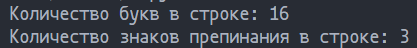 Количество букв в строке: 16
Количество знаков препинания в строке: 3